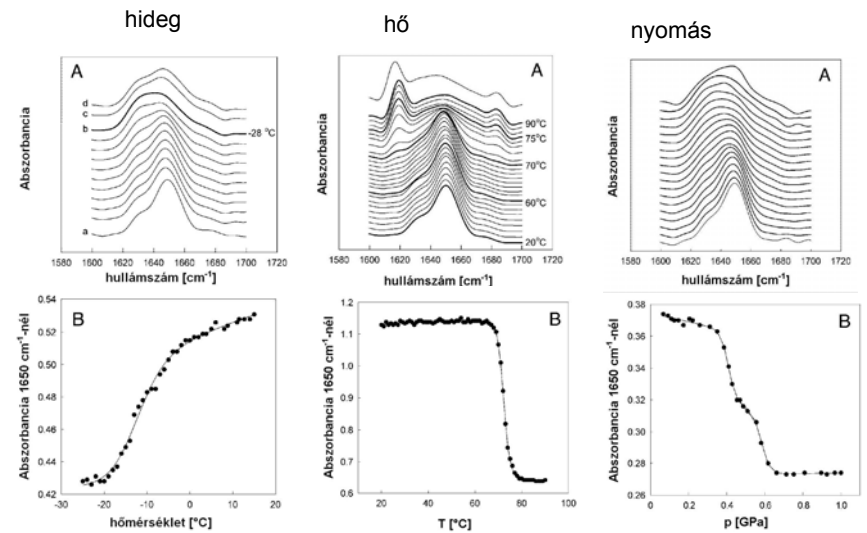 hideg
hő
nyomás
A
d
c
b
-28 °C
a
Abszorbancia
1580 1600 1620 1640 1660 1680 1700 1720
hullámszám [cm-1]
A
90°C
75°C
70°C
60°C
20°C
Abszorbancia
1580 1600 1620 1640 1660 1680 1700 1720
hullámszám [cm-1]
A
Abszorbancia
1580 1600 1620 1640 1660 1680 1700 1720
hullámszám [cm-1]
B
0.54
0.52
0.50
0.48
0.46
0.44
0.42
Abszorbancia 1650 cm-1-nél
-30 -20 -10 0 10 20
hőmérséklet [°C]
B
1.2
1.1
1.0
0.9
0.8
0.7
0.6
Abszorbancia 1650 cm-1-nél
20 40 60 80 100
T [°C]
B
0.38
0.36
0.34
0.32
0.30
0.28
0.26
Abszorbancia 1650 cm-1-nél
0 0.2 0.4 0.6 0.8 1.0
p [GPa]